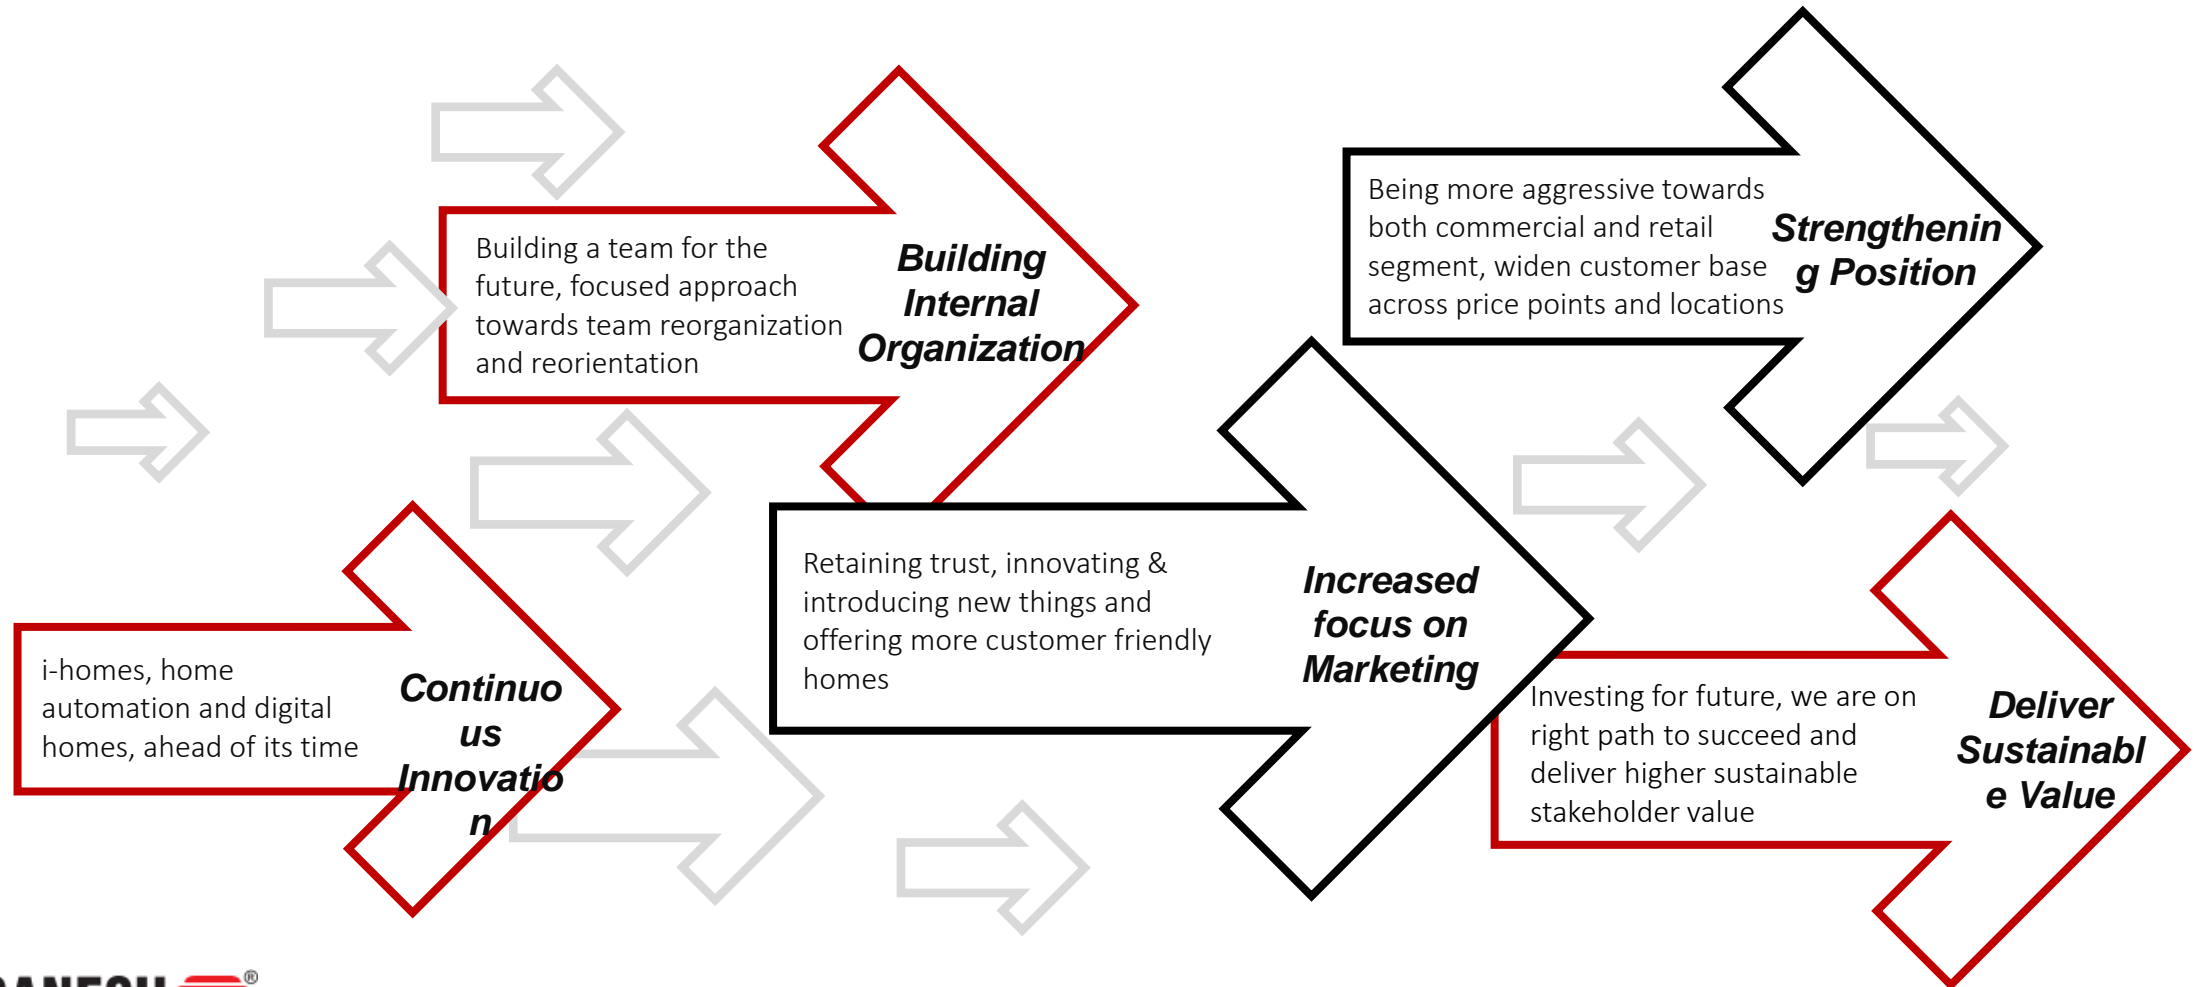 Building a team for the
future, focused approach
towards team reorganization
and reorientation
Building
Internal
Organization
Being more aggressive towards
both commercial and retail
segment, widen customer base
across price points and locations
Strengthenin
g Position
Retaining trust, innovating &
introducing new things and
offering more customer friendly
homes
Increased
focus on
Marketing
i-homes, home
automation and digital
homes, ahead of its time
Continuo
us
Innovatio
n
Investing for future, we are on
right path to succeed and
deliver higher sustainable
stakeholder value
Deliver
Sustainabl
e Value
®